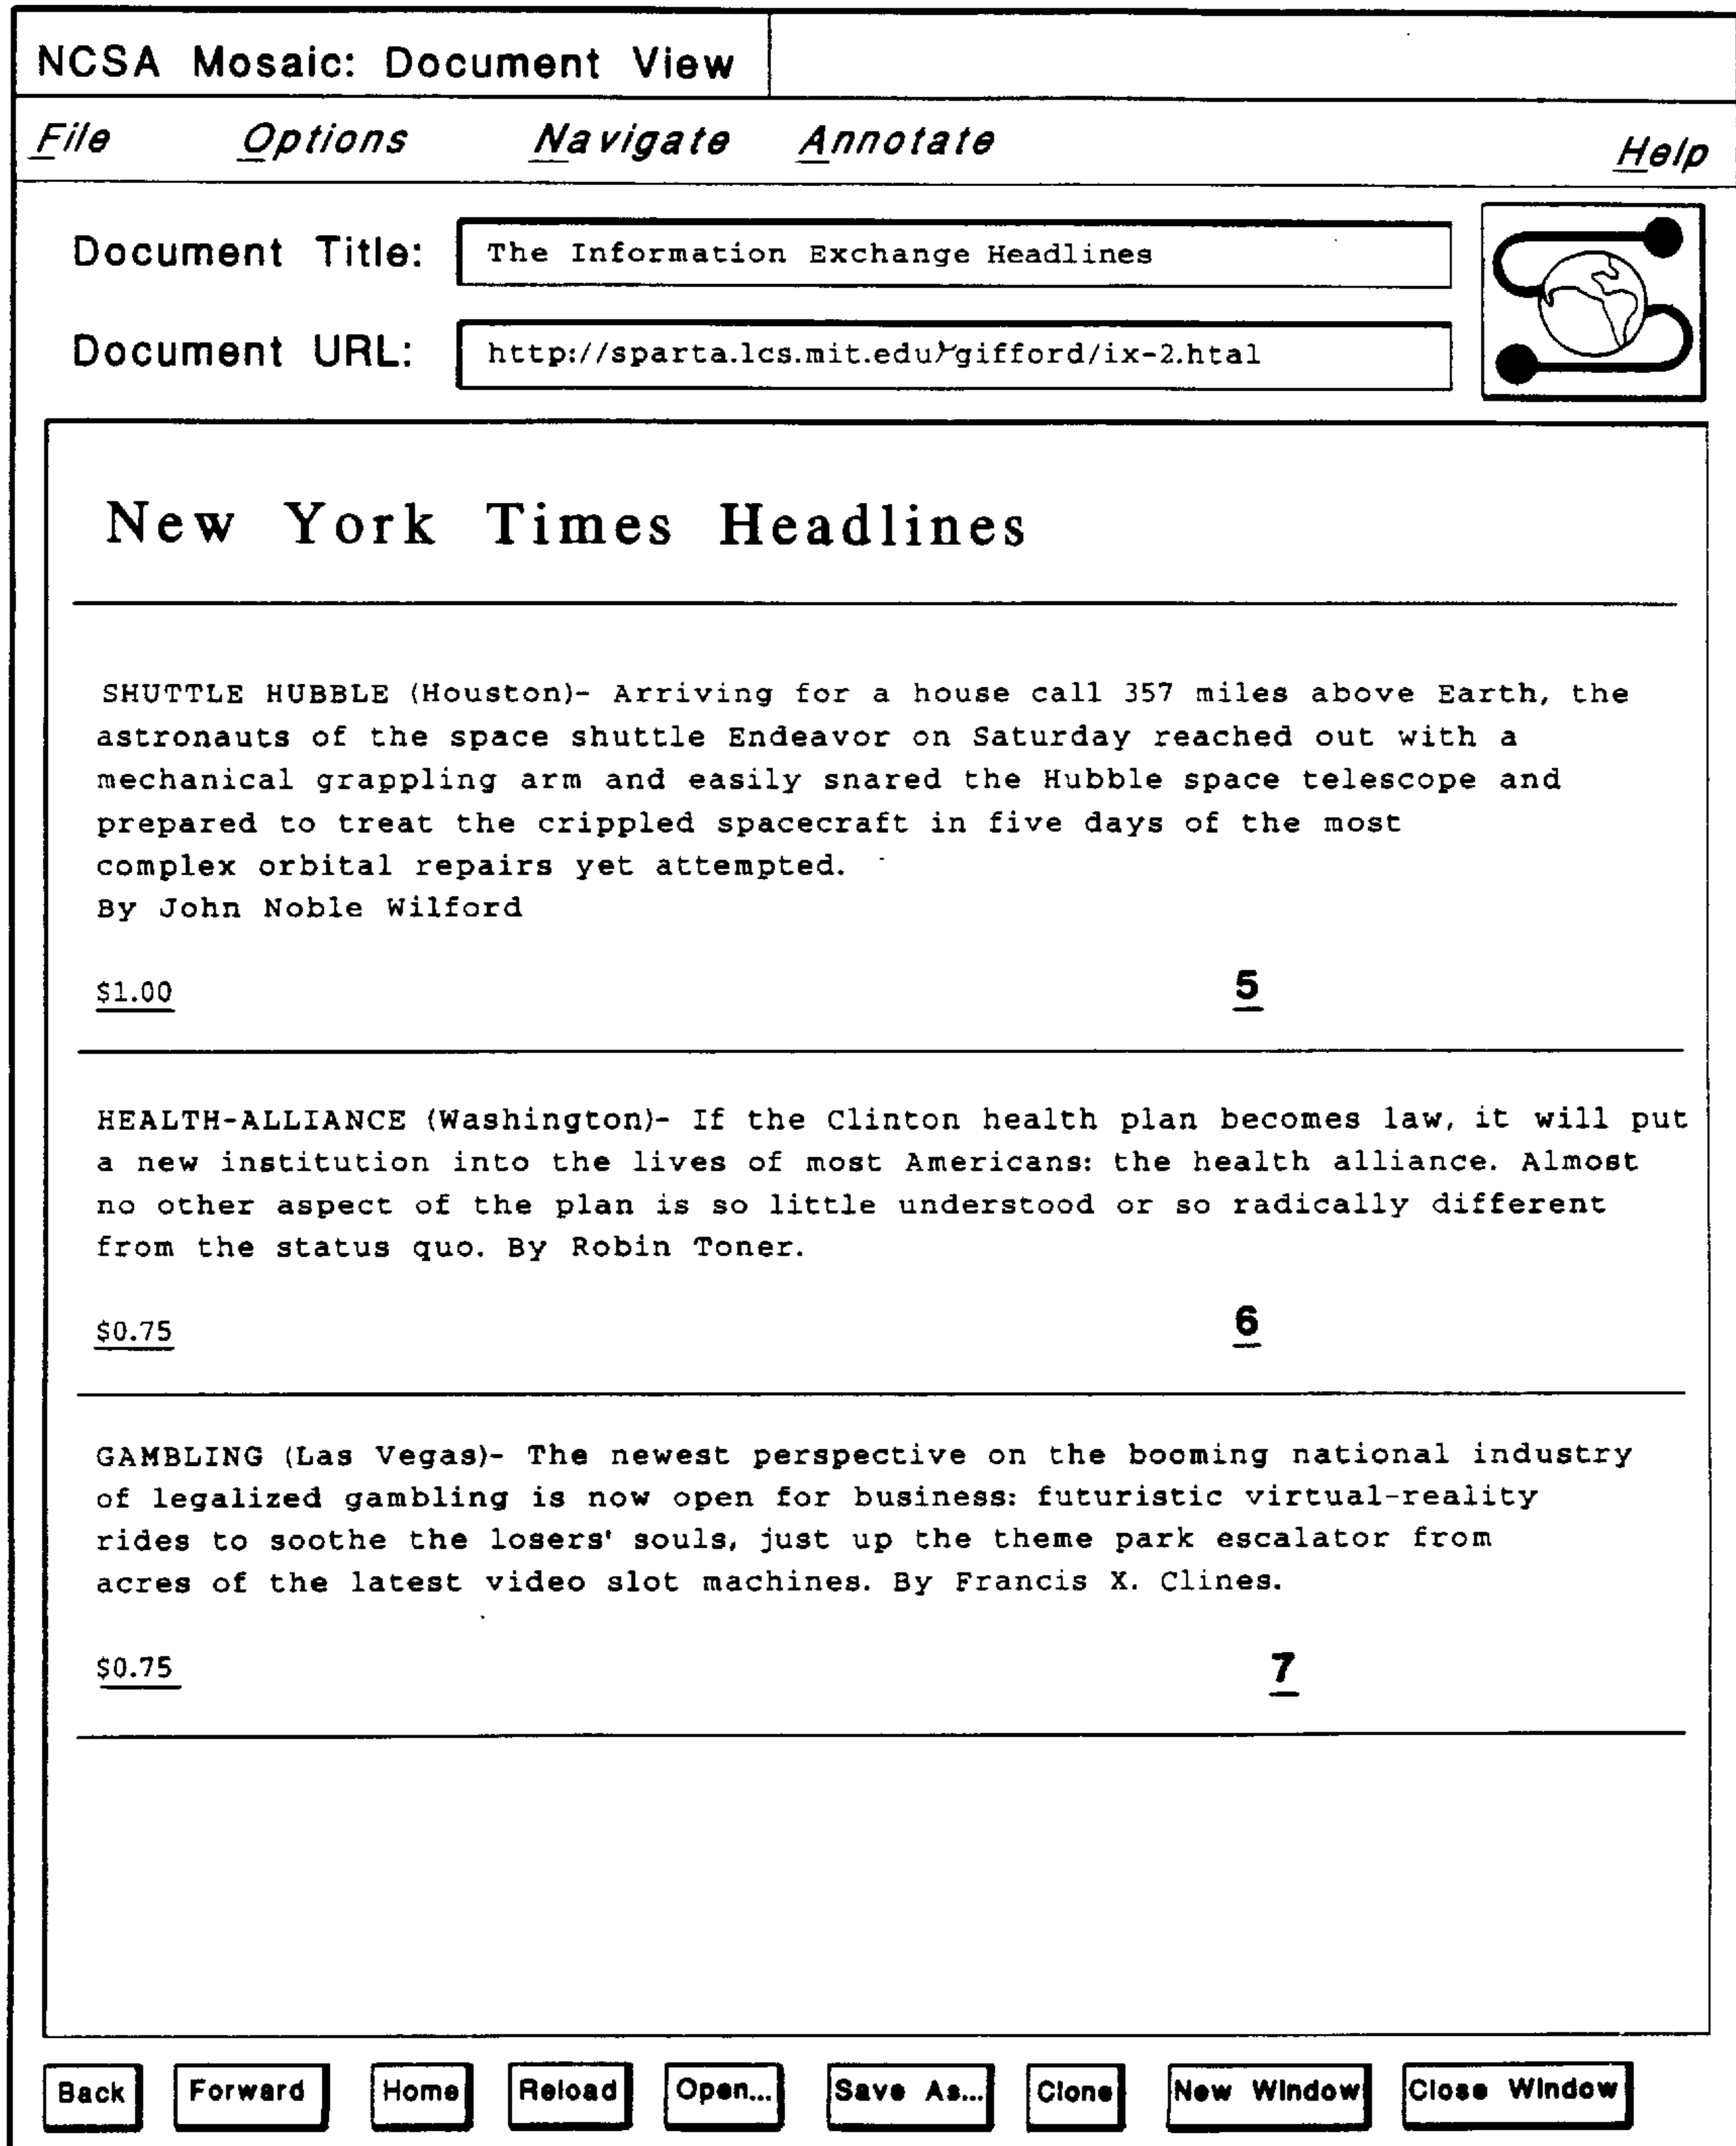 NCSA Mosaic: Document View
File Options Navigate Annotate Help
Document Title: The Information Exchange Headlines
Document URL: http://sparta.lcs.mit.edu/gifford/ix-2.htal
New York Times Headlines
SHUTTLE HUBBLE (Houston)- Arriving for a house call 357 miles above Earth, the
astronauts of the space shuttle Endeavor on Saturday reached out with a
mechanical grappling arm and easily snared the Hubble space telescope and
prepared to treat the crippled spacecraft in five days of the most
complex orbital repairs yet attempted.
By John Noble Wilford
$1.00 5
HEALTH-ALLIANCE (Washington)- If the Clinton health plan becomes law, it will put
a new institution into the lives of most Americans: the health alliance. Almost
no other aspect of the plan is so little understood or so radically different
from the status quo. By Robin Toner.
$0.75 6
GAMBLING (Las Vegas)- The newest perspective on the booming national industry
of legalized gambling is now open for business: futuristic virtual-reality
rides to soothe the losers' souls, just up the theme park escalator from
acres of the latest video slot machines. By Francis X. Clines.
$0.75 7
Back Forward Home Reload Open... Save As... Clone New Window Close Window